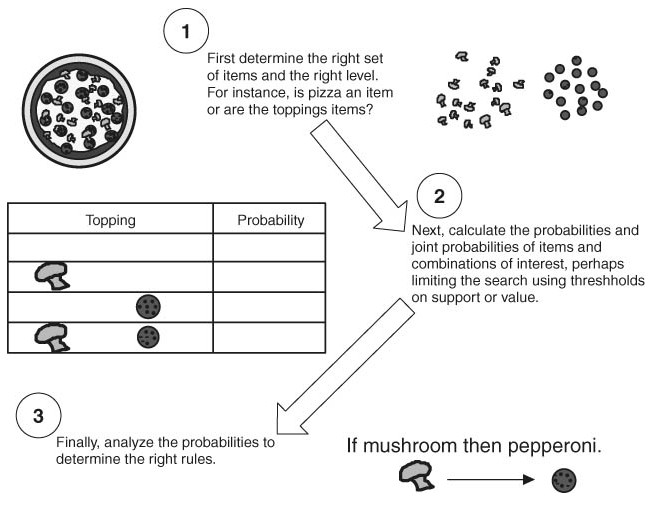 1
First determine the right set
of items and the right level.
For instance, is pizza an item
or are the toppings items?
2
Next, calculate the probabilities and
joint probabilities of items and
combinations of interest, perhaps
limiting the search using threshholds
on support or value.
Topping Probability
3
Finally, analyze the probabilities to
determine the right rules.
If mushroom then pepperoni.